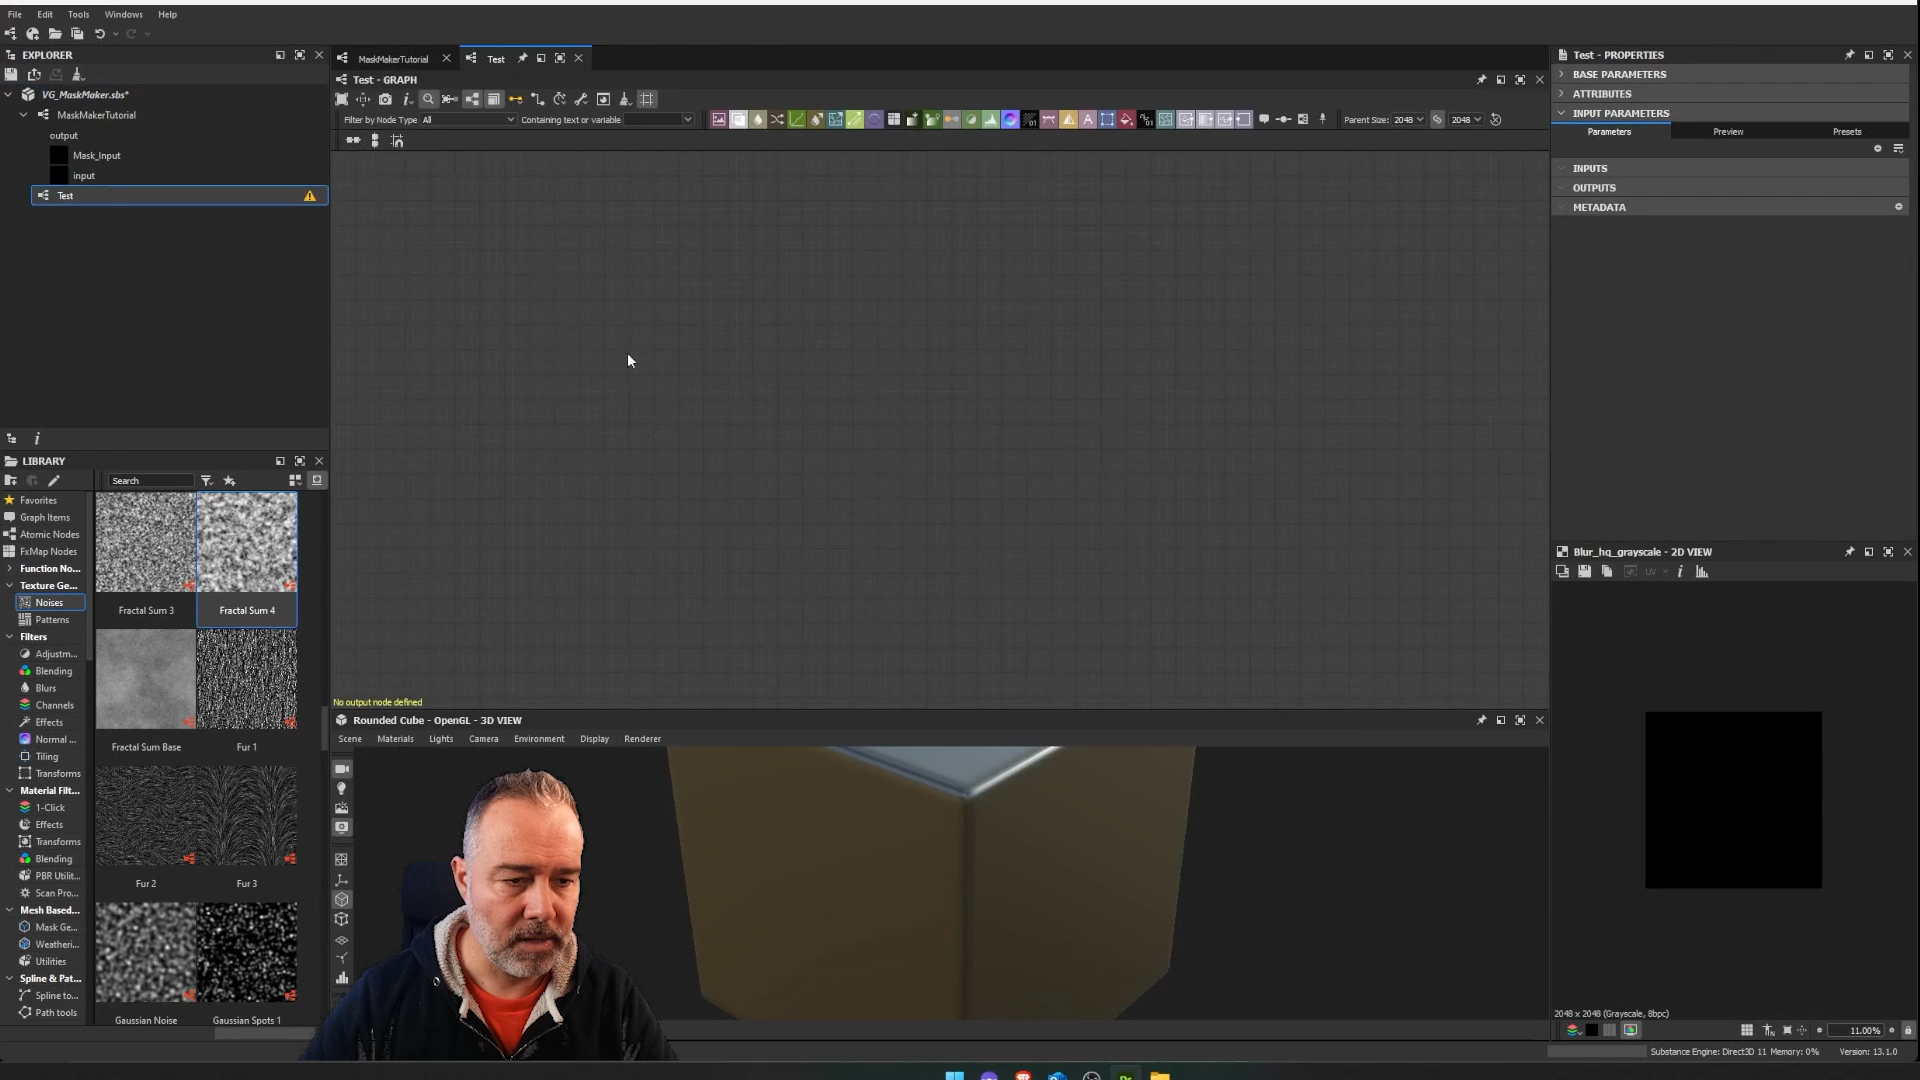 File Edit Tools Windows Help
EXPLORER
VG_MaskMaker.sbs*
MaskMakerTutorial
output
Mask_Input
input
Test
MaskMakerTutorial
Test
Test - GRAPH
Filter by Node Type All
Containing text or variable
Parent Size: 2048
2048
No output node defined
LIBRARY
Search
Favorites
Graph Items
Atomic Nodes
FxMap Nodes
Function No...
Texture Ge...
Noises
Patterns
Filters
Adjustm...
Blending
Blurs
Channels
Effects
Normal ...
Tiling
Transforms
Material Filt...
1-Click
Effects
Transforms
Blending
PBR Utilit...
Scan Pro...
Mesh Based...
Mask Ge...
Weatheri...
Utilities
Spline & Pat...
Spline to...
Path tools
Fractal Sum 3
Fractal Sum 4
Fractal Sum Base
Fur 1
Fur 2
Fur 3
Gaussian Noise
Gaussian Spots 1
Rounded Cube - OpenGL - 3D VIEW
Scene Materials Lights Camera Environment Display Renderer
Test - PROPERTIES
BASE PARAMETERS
ATTRIBUTES
INPUT PARAMETERS
Parameters Preview Presets
INPUTS
OUTPUTS
METADATA
Blur_hq_grayscale - 2D VIEW
UV
2048 x 2048 (Grayscale, 8bpc)
11.00%
Substance Engine: Direct3D 11 Memory: 0% Version: 13.1.0